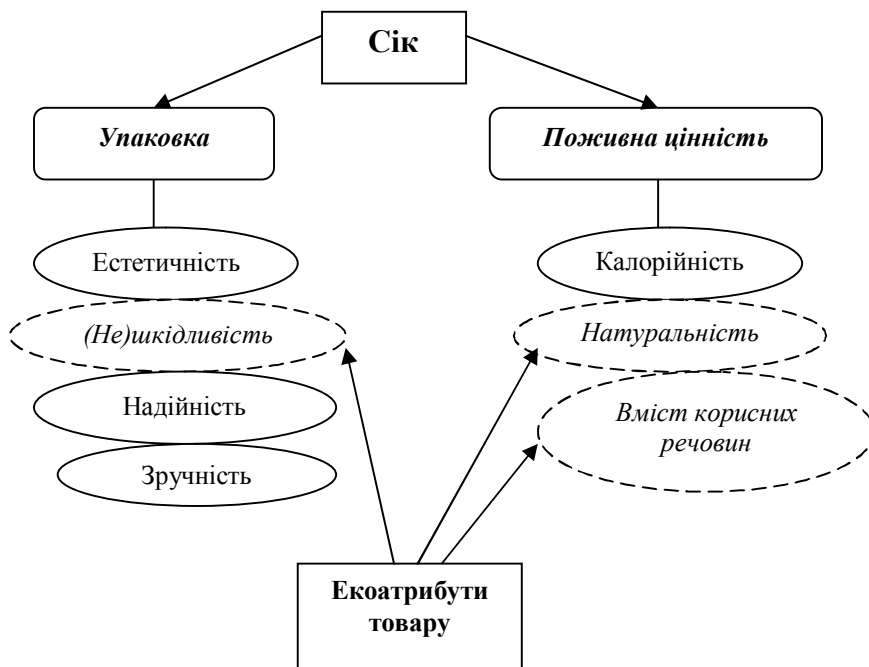 Сік
Упаковка
Поживна цінність
Естетичність
Калорійність
(Не)шкідливість
Натуральність
Надійність
Вміст корисних
речовин
Зручність
Екоатрибути
товару